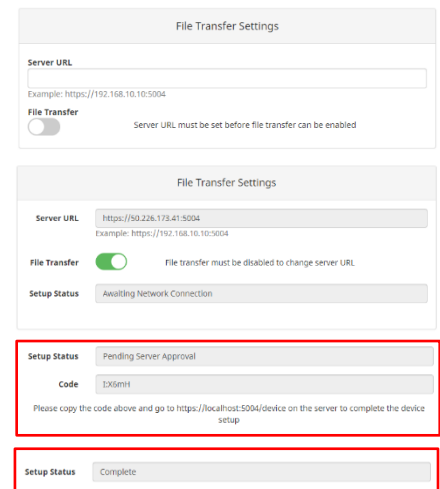 File Transfer Settings
Server URL
Example: https://192.168.10.10:5004
File Transfer
Server URL must be set before file transfer can be enabled
File Transfer Settings
Server URL
https://50.226.173.41:5004
Example: https://192.168.10.10:5004
File Transfer
File transfer must be disabled to change server URL
Setup Status
Awaiting Network Connection
Setup Status
Pending Server Approval
Code
Please copy the code above and go to https://localhost:5004/device on the server to complete the device
setup
Setup Status
Complete